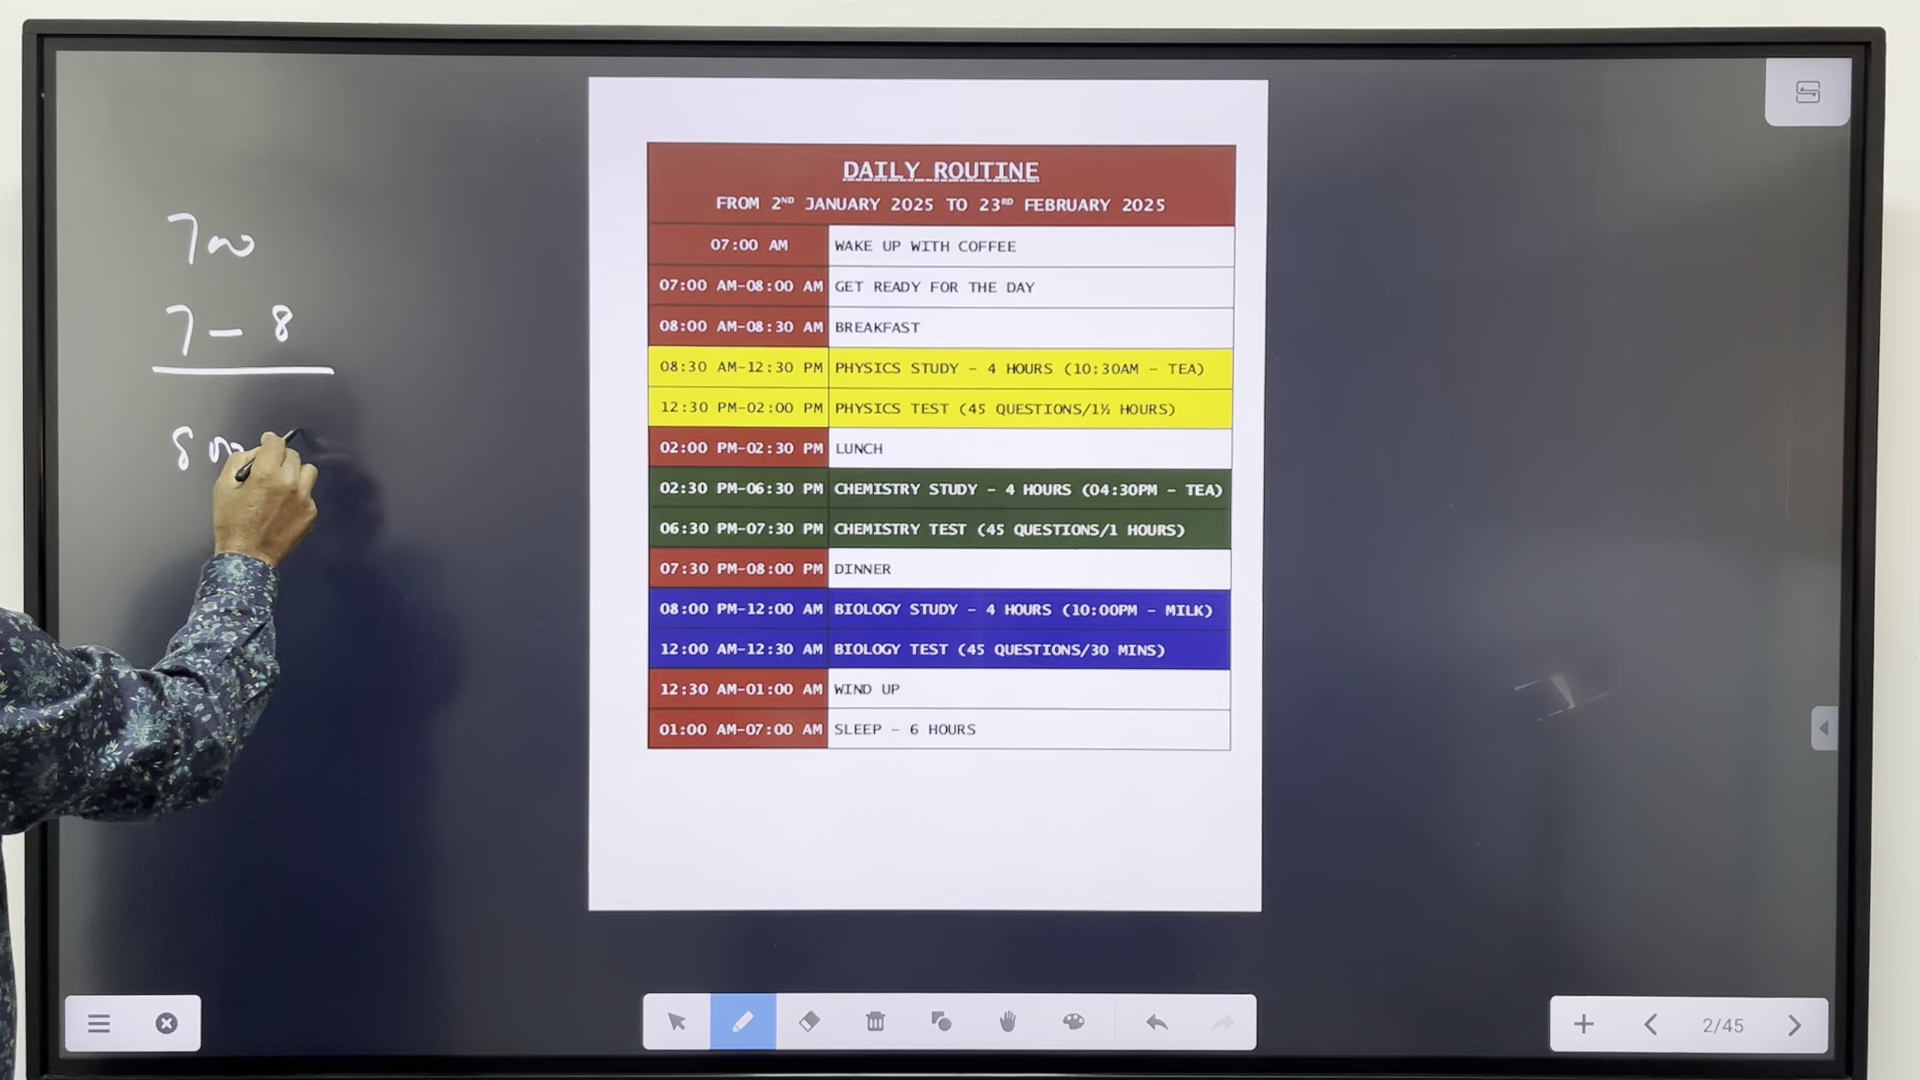 DAILY ROUTINE
FROM 2ND JANUARY 2025 TO 23RD FEBRUARY 2025
07:00 AM WAKE UP WITH COFFEE
07:00 AM-08:00 AM GET READY FOR THE DAY
08:00 AM-08:30 AM BREAKFAST
08:30 AM-12:30 PM PHYSICS STUDY - 4 HOURS (10:30AM - TEA)
12:30 PM-02:00 PM PHYSICS TEST (45 QUESTIONS/1½ HOURS)
02:00 PM-02:30 PM LUNCH
02:30 PM-06:30 PM CHEMISTRY STUDY - 4 HOURS (04:30PM - TEA)
06:30 PM-07:30 PM CHEMISTRY TEST (45 QUESTIONS/1 HOURS)
07:30 PM-08:00 PM DINNER
08:00 PM-12:00 AM BIOLOGY STUDY - 4 HOURS (10:00PM - MILK)
12:00 AM-12:30 AM BIOLOGY TEST (45 QUESTIONS/30 MINS)
12:30 AM-01:00 AM WIND UP
01:00 AM-07:00 AM SLEEP - 6 HOURS
7 00
7 - 8
8
2/45